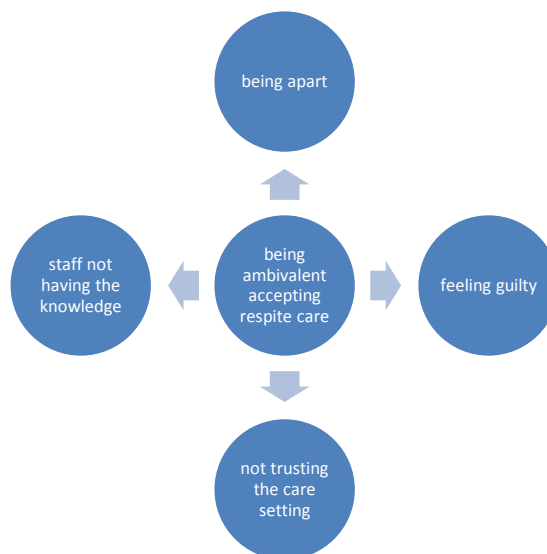 being apart
staff not
having the
knowledge
being
ambivalent
accepting
respite care
feeling guilty
not trusting
the care
setting